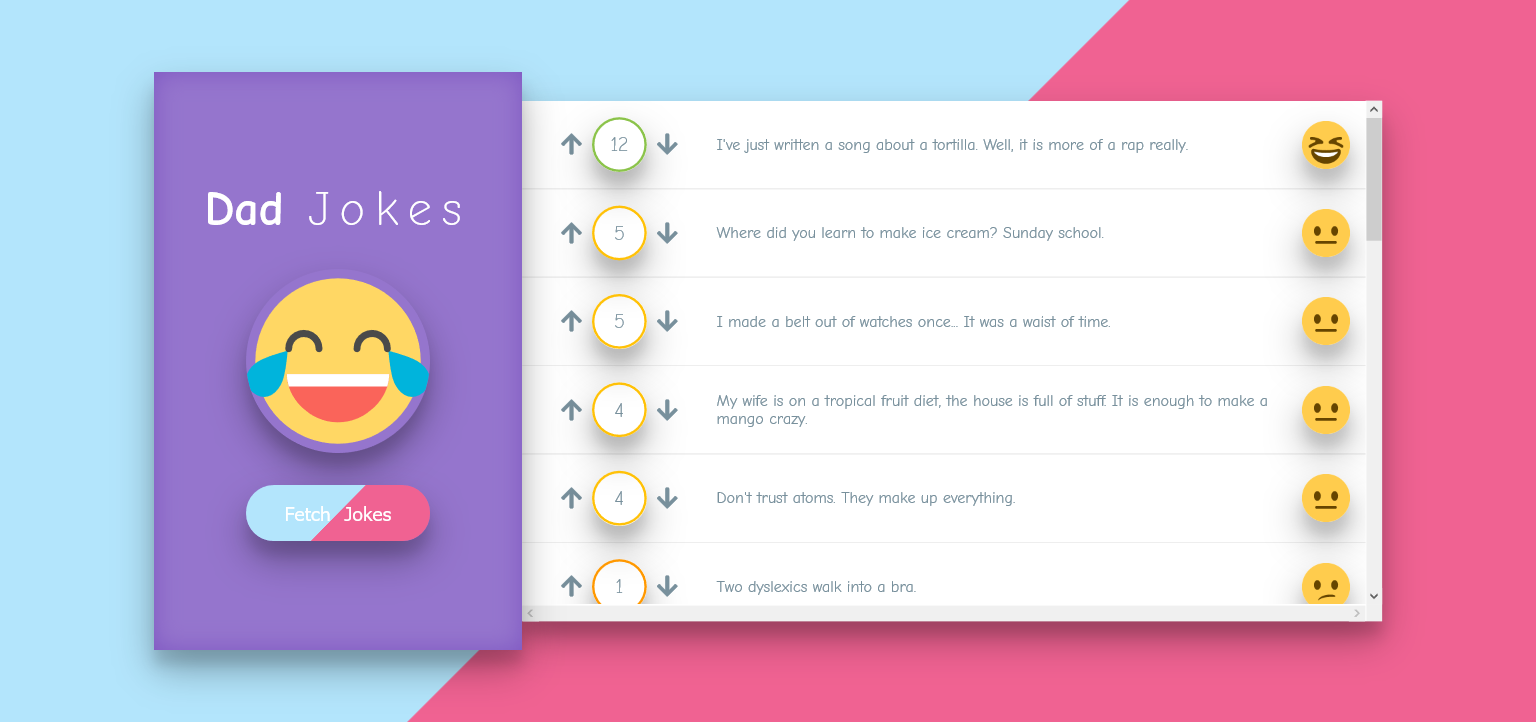 Dad Jokes
Fetch Jokes
12
I've just written a song about a tortilla. Well, it is more of a rap really.
5
Where did you learn to make ice cream? Sunday school.
5
I made a belt out of watches once... It was a waist of time.
4
My wife is on a tropical fruit diet, the house is full of stuff. It is enough to make a
mango crazy.
4
Don't trust atoms. They make up everything.
1
Two dyslexics walk into a bra.